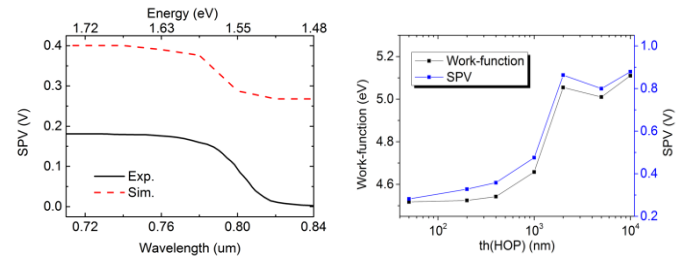 Energy (eV)
1.72 1.63 1.55 1.48
0.4
0.3
0.2
0.1
0.0
SPV (V)
Exp.
Sim.
0.72 0.76 0.80 0.84
Wavelength (um)
Work-function (eV)
5.2
5.0
4.8
4.6
Work-function
SPV
1.0
0.8
0.6
0.4
0.2
SPV (V)
10² 10³ 10⁴
th(HOP) (nm)